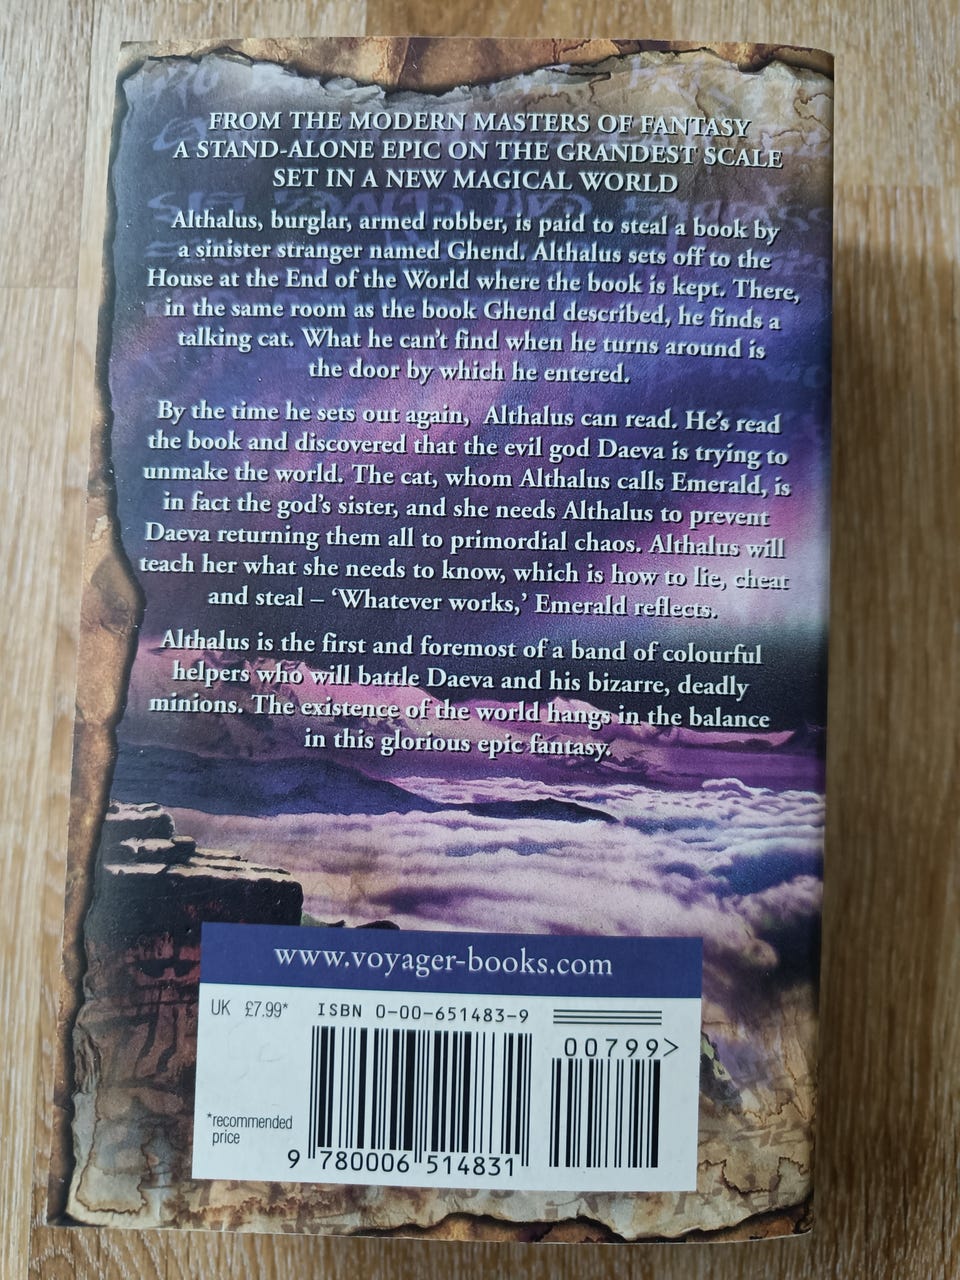 FROM THE MODERN MASTERS OF FANTASY
A STAND-ALONE EPIC ON THE GRANDEST SCALE
SET IN A NEW MAGICAL WORLD
Althalus, burglar, armed robber, is paid to steal a book by
a sinister stranger named Ghend. Althalus sets off to the
House at the End of the World where the book is kept. There,
in the same room as the book Ghend described, he finds a
talking cat. What he can't find when he turns around is
the door by which he entered.
By the time he sets out again, Althalus can read. He's read
the book and discovered that the evil god Daeva is trying to
unmake the world. The cat, whom Althalus calls Emerald, is
in fact the god's sister, and she needs Althalus to prevent
Daeva returning them all to primordial chaos. Althalus will
teach her what she needs to know, which is how to lie, cheat
and steal – ‘Whatever works,’ Emerald reflects.
Althalus is the first and foremost of a band of colourful
helpers who will battle Daeva and his bizarre, deadly
minions. The existence of the world hangs in the balance
in this glorious epic fantasy.
www.voyager-books.com
UK £7.99*
ISBN 0-00-651483-9
00799>
*recommended
price
9 780006 514831